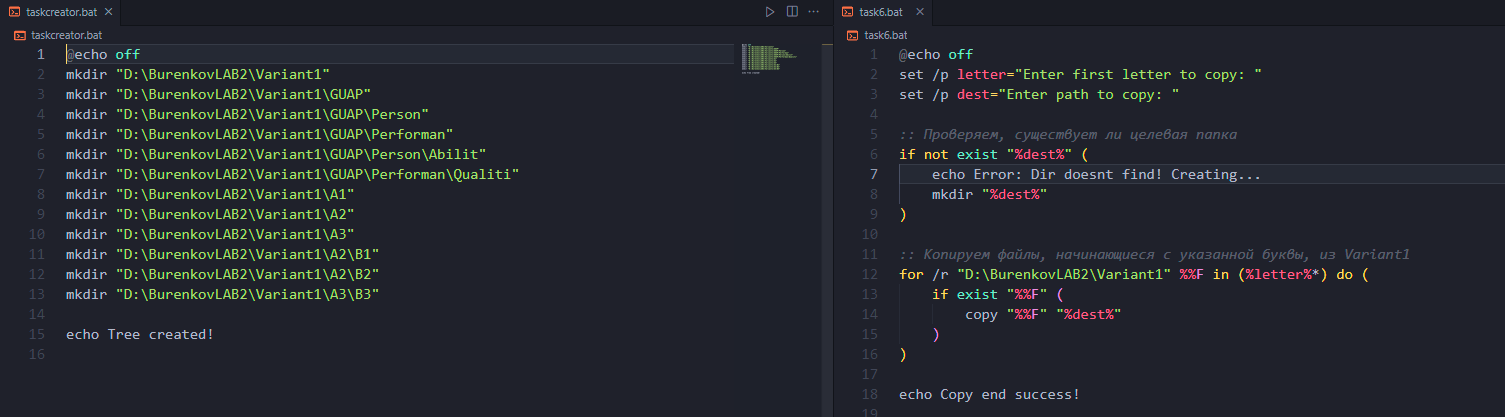 taskcreator.bat
taskcreator.bat
1 @echo off
2 mkdir "D:\BurenkovLAB2\Variant1"
3 mkdir "D:\BurenkovLAB2\Variant1\GUAP"
4 mkdir "D:\BurenkovLAB2\Variant1\GUAP\Person"
5 mkdir "D:\BurenkovLAB2\Variant1\GUAP\Performan"
6 mkdir "D:\BurenkovLAB2\Variant1\GUAP\Person\Abilit"
7 mkdir "D:\BurenkovLAB2\Variant1\GUAP\Performan\Qualiti"
8 mkdir "D:\BurenkovLAB2\Variant1\A1"
9 mkdir "D:\BurenkovLAB2\Variant1\A2"
10 mkdir "D:\BurenkovLAB2\Variant1\A3"
11 mkdir "D:\BurenkovLAB2\Variant1\A2\B1"
12 mkdir "D:\BurenkovLAB2\Variant1\A2\B2"
13 mkdir "D:\BurenkovLAB2\Variant1\A3\B3"
14
15 echo Tree created!
16
task6.bat
task6.bat
1 @echo off
2 set /p letter="Enter first letter to copy: "
3 set /p dest="Enter path to copy: "
4
5 :: Проверяем, существует ли целевая папка
6 if not exist "%dest%" (
7 echo Error: Dir doesnt find! Creating...
8 mkdir "%dest%"
9 )
10
11 :: Копируем файлы, начинающиеся с указанной буквы, из Variant1
12 for /r "D:\BurenkovLAB2\Variant1" %%F in (%letter%*) do (
13 if exist "%%F" (
14 copy "%%F" "%dest%"
15 )
16 )
17
18 echo Copy end success!
19